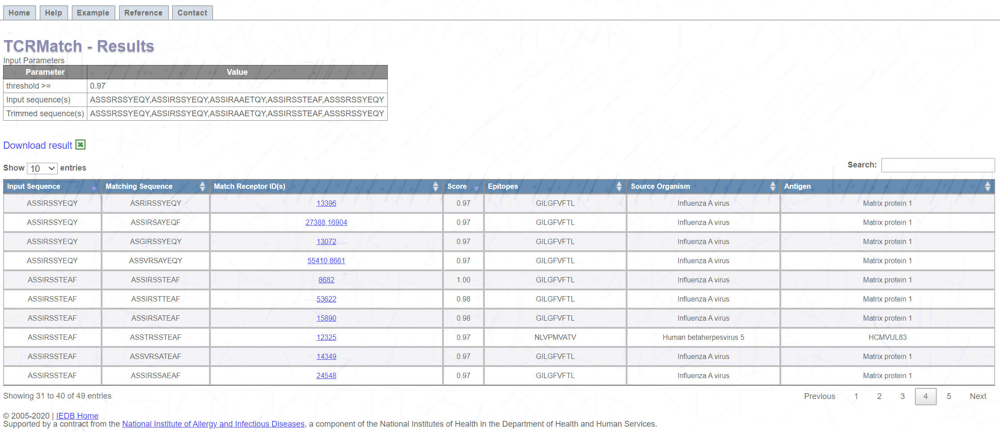 Home Help Example Reference Contact
TCRMatch - Results
Input Parameters
Parameter Value
threshold >= 0.97
Input sequence(s) ASSSRSSYEQY,ASSIRSSYEQY,ASSIRAAETQY,ASSIRSSTEAF,ASSSRSSYEQY
Trimmed sequence(s) ASSSRSSYEQY,ASSIRSSYEQY,ASSIRAAETQY,ASSIRSSTEAF,ASSSRSSYEQY
Download result
Show 10 entries Search:
Input Sequence Matching Sequence Match Receptor ID(s) Score Epitopes Source Organism Antigen
ASSIRSSYEQY ASRIRSSYEQY 13396 0.97 GILGFVFTL Influenza A virus Matrix protein 1
ASSIRSSYEQY ASSIRSAYEQF 27388,16904 0.97 GILGFVFTL Influenza A virus Matrix protein 1
ASSIRSSYEQY ASGIRSSYEQY 13072 0.97 GILGFVFTL Influenza A virus Matrix protein 1
ASSIRSSYEQY ASSVRSAYEQY 55410,8661 0.97 GILGFVFTL Influenza A virus Matrix protein 1
ASSIRSSTEAF ASSIRSSTEAF 8682 1.00 GILGFVFTL Influenza A virus Matrix protein 1
ASSIRSSTEAF ASSIRSTTEAF 53622 0.98 GILGFVFTL Influenza A virus Matrix protein 1
ASSIRSSTEAF ASSIRSATEAF 15890 0.98 GILGFVFTL Influenza A virus Matrix protein 1
ASSIRSSTEAF ASSTRSSTEAF 12325 0.97 NLVPMVATV Human betaherpesvirus 5 HCMVUL83
ASSIRSSTEAF ASSVRSATEAF 14349 0.97 GILGFVFTL Influenza A virus Matrix protein 1
ASSIRSSTEAF ASSIRSSAEAF 24548 0.97 GILGFVFTL Influenza A virus Matrix protein 1
Showing 31 to 40 of 49 entries Previous 1 2 3 4 5 Next
© 2005-2020 | IEDB Home
Supported by a contract from the National Institute of Allergy and Infectious Diseases, a component of the National Institutes of Health in the Department of Health and Human Services.